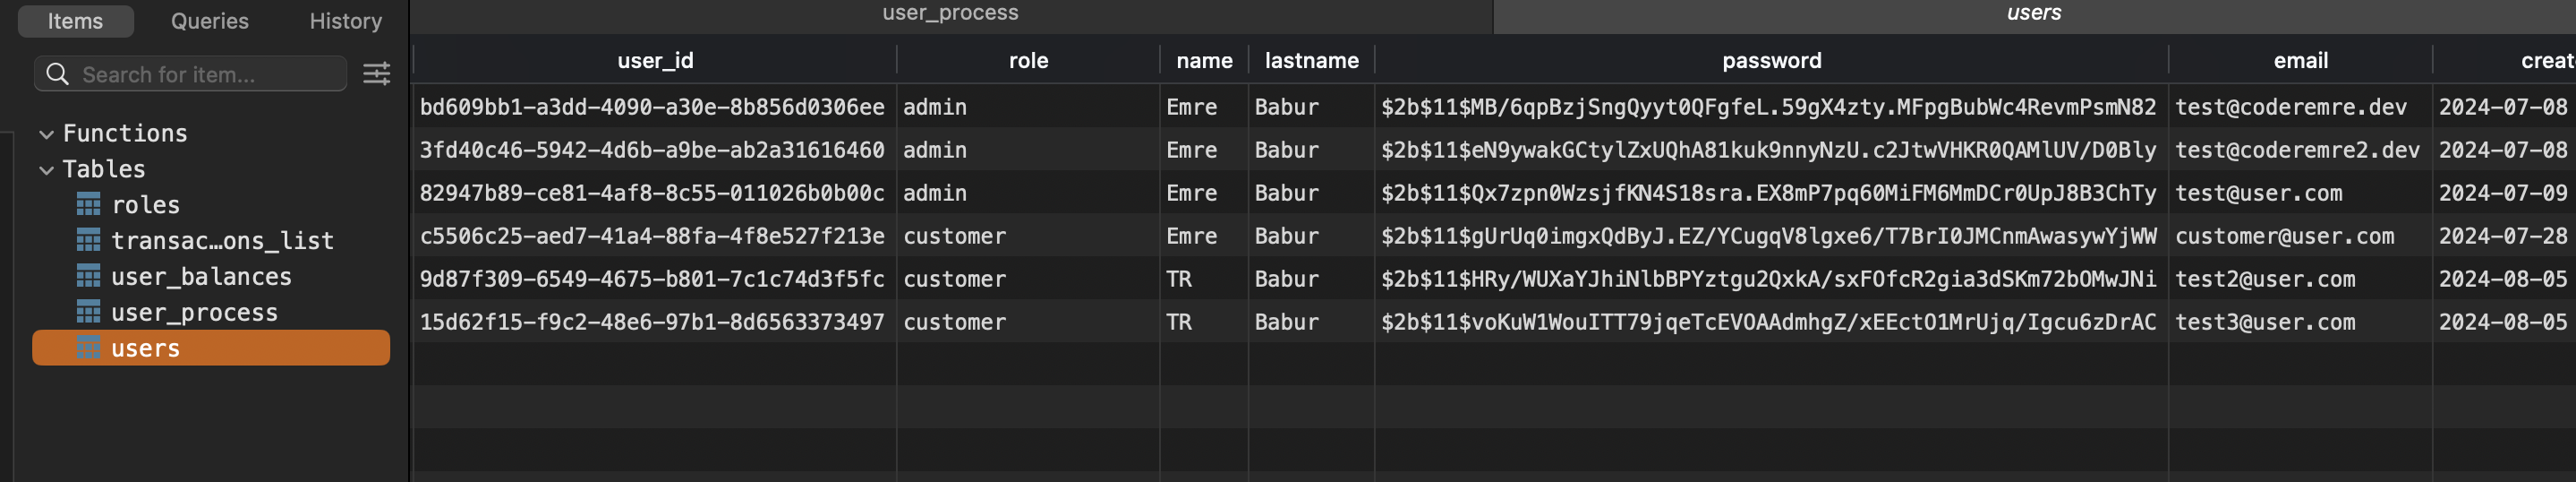 Items Queries History
Search for item...
Functions
Tables
roles
transac…ons_list
user_balances
user_process
users
user_process users
user_id role name lastname password email creat
bd609bb1-a3dd-4090-a30e-8b856d0306ee admin Emre Babur $2b$11$MB/6qpBzjSngQyyt0QFgfeL.59gX4zty.MFpgBubWc4RevmPsmN82 test@coderemre.dev 2024-07-08
3fd40c46-5942-4d6b-a9be-ab2a31616460 admin Emre Babur $2b$11$eN9ywakGCtylZxUQhA81kuk9nnyNzU.c2JtwVHKR0QAMlUV/D0Bly test@coderemre2.dev 2024-07-08
82947b89-ce81-4af8-8c55-011026b0b00c admin Emre Babur $2b$11$Qx7zpn0WzsjfKN4S18sra.EX8mP7pq60MiFM6MmDCr0UpJ8B3ChTy test@user.com 2024-07-09
c5506c25-aed7-41a4-88fa-4f8e527f213e customer Emre Babur $2b$11$gUrUq0imgxQdByJ.EZ/YCugqV8lgxe6/T7BrI0JMCnmAwasywYjWW customer@user.com 2024-07-28
9d87f309-6549-4675-b801-7c1c74d3f5fc customer TR Babur $2b$11$HRy/WUXaYJhiNlbBPYztgu2QxkA/sxFOfcR2gia3dSKm72bOMwJNi test2@user.com 2024-08-05
15d62f15-f9c2-48e6-97b1-8d6563373497 customer TR Babur $2b$11$voKuW1WouITT79jqeTcEVOAAdmhgZ/xEEctO1MrUjq/Igcu6zDrAC test3@user.com 2024-08-05